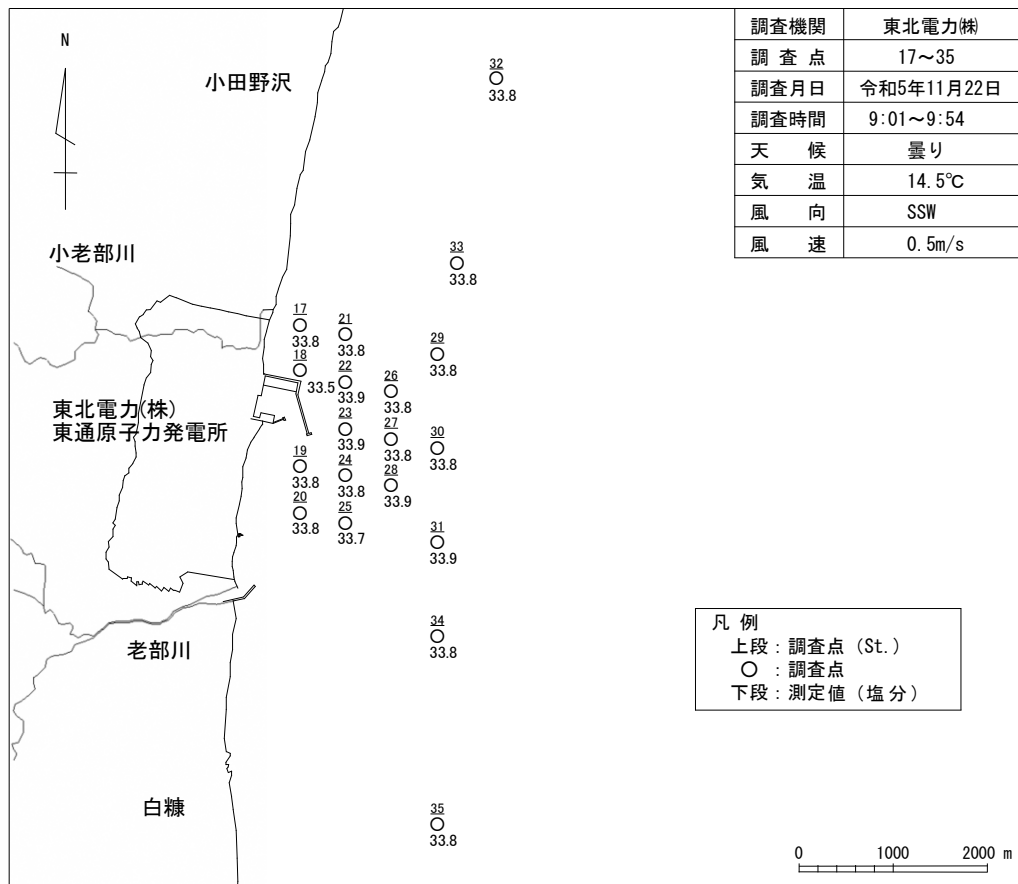 調査機関 東北電力㈱
調査点 17～35
調査月日 令和5年11月22日
調査時間 9:01～9:54
天候 曇り
気温 14.5℃
風向 SSW
風速 0.5m/s
N
小田野沢
32
33.8
小老部川
33
33.8
17
33.8
21
33.8
29
33.8
18
33.5
22
33.9
26
33.8
東北電力(株)
東通原子力発電所
23
33.9
27
33.8
30
33.8
19
33.8
24
33.8
28
33.9
20
33.8
25
33.7
31
33.9
34
33.8
老部川
凡 例
上段：調査点（St.）
○ ：調査点
下段：測定値（塩分）
白糠
35
33.8
0 1000 2000 m